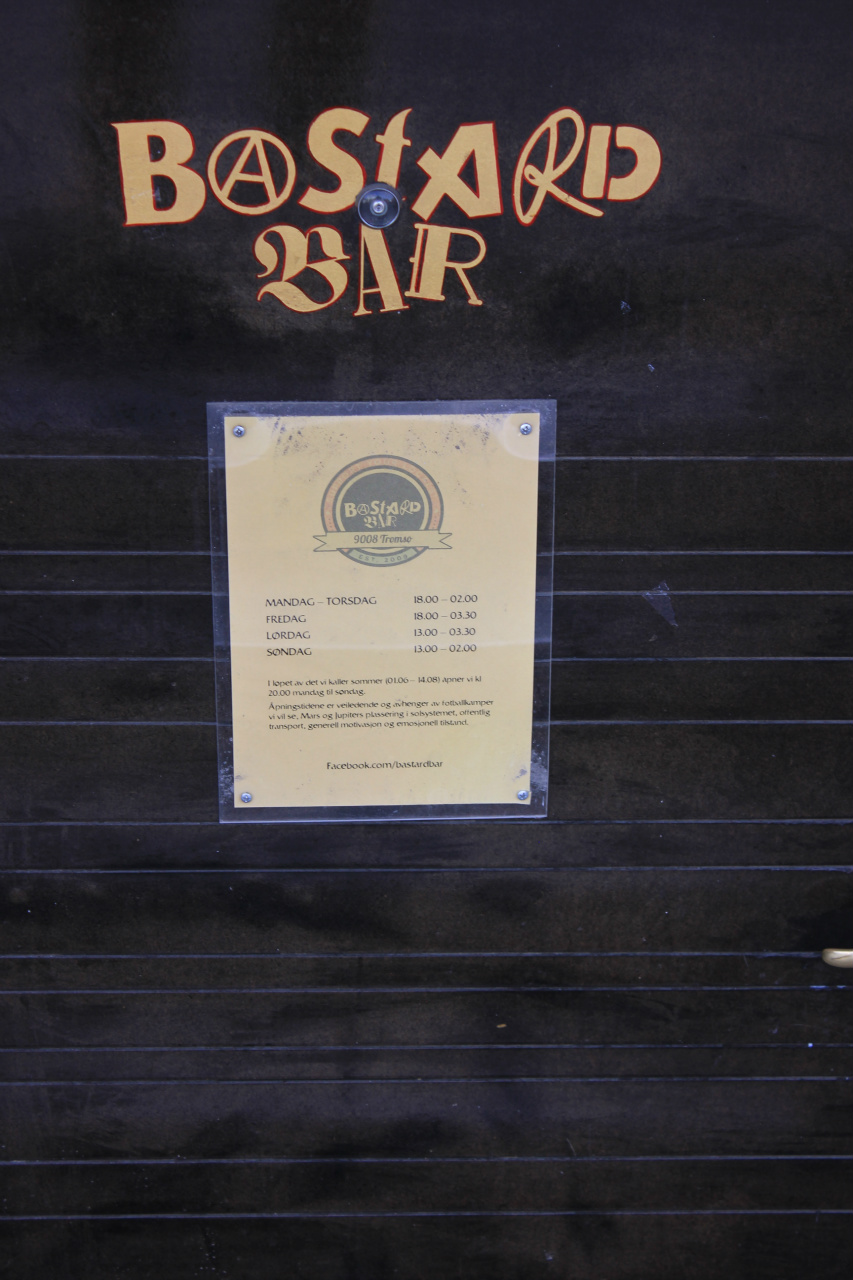 BASTARD
BAR
BASTARD
BAR
9008 Tromsø
EST. 2008
MANDAG – TORSDAG 18.00 – 02.00
FREDAG 18.00 – 03.30
LØRDAG 13.00 – 03.30
SØNDAG 13.00 – 02.00
I løpet av det vi kaller sommer (01.06 – 14.08) åpner vi kl
20.00 mandag til søndag.
Åpningstidene er veiledende og avhenger av fotballkamper
vi vil se, Mars og Jupiters plassering i solsystemet, offentlig
transport, generell motivasjon og emosjonell tilstand.
Facebook.com/bastardbar